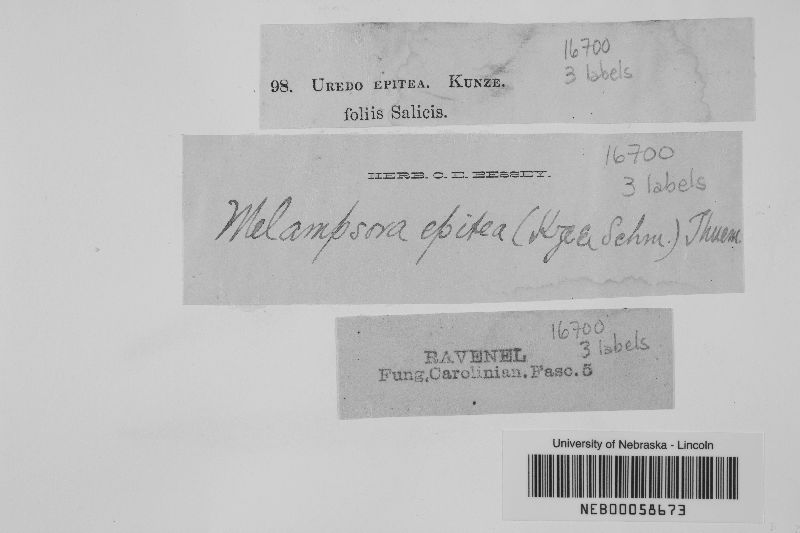 98. UREDO EPITEA. KUNZE.
foliis Salicis.
16700
3 labels
HERB. C. E. BESSEY.
16700
3 labels
Melampsora epitea (Kze & Schm.) Thuem
RAVENEL
Fung. Carolinian. Fasc. 5
16700
3 labels
University of Nebraska - Lincoln
NEB00058673